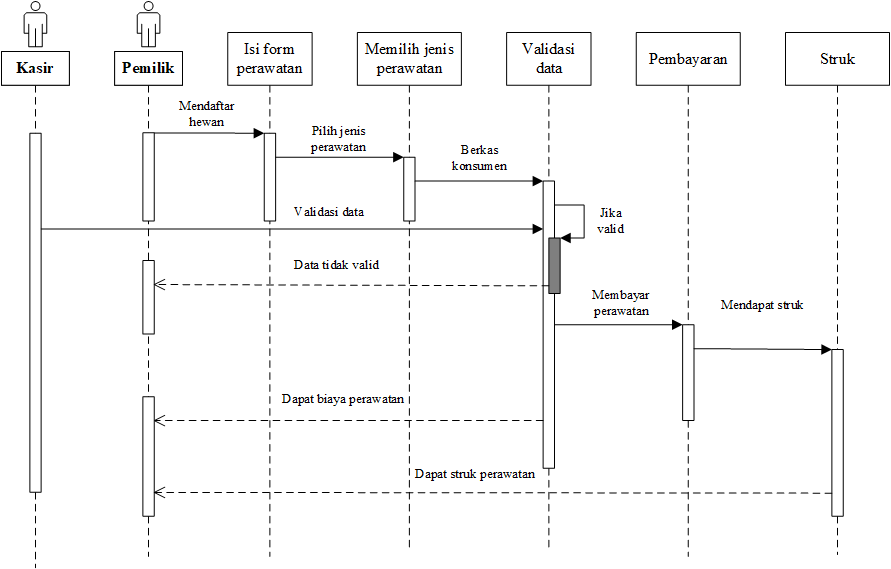 Kasir
Pemilik
Isi form
perawatan
Memilih jenis
perawatan
Validasi
data
Pembayaran
Struk
Mendaftar
hewan
Pilih jenis
perawatan
Berkas
konsumen
Validasi data
Jika
valid
Data tidak valid
Membayar
perawatan
Mendapat struk
Dapat biaya perawatan
Dapat struk perawatan